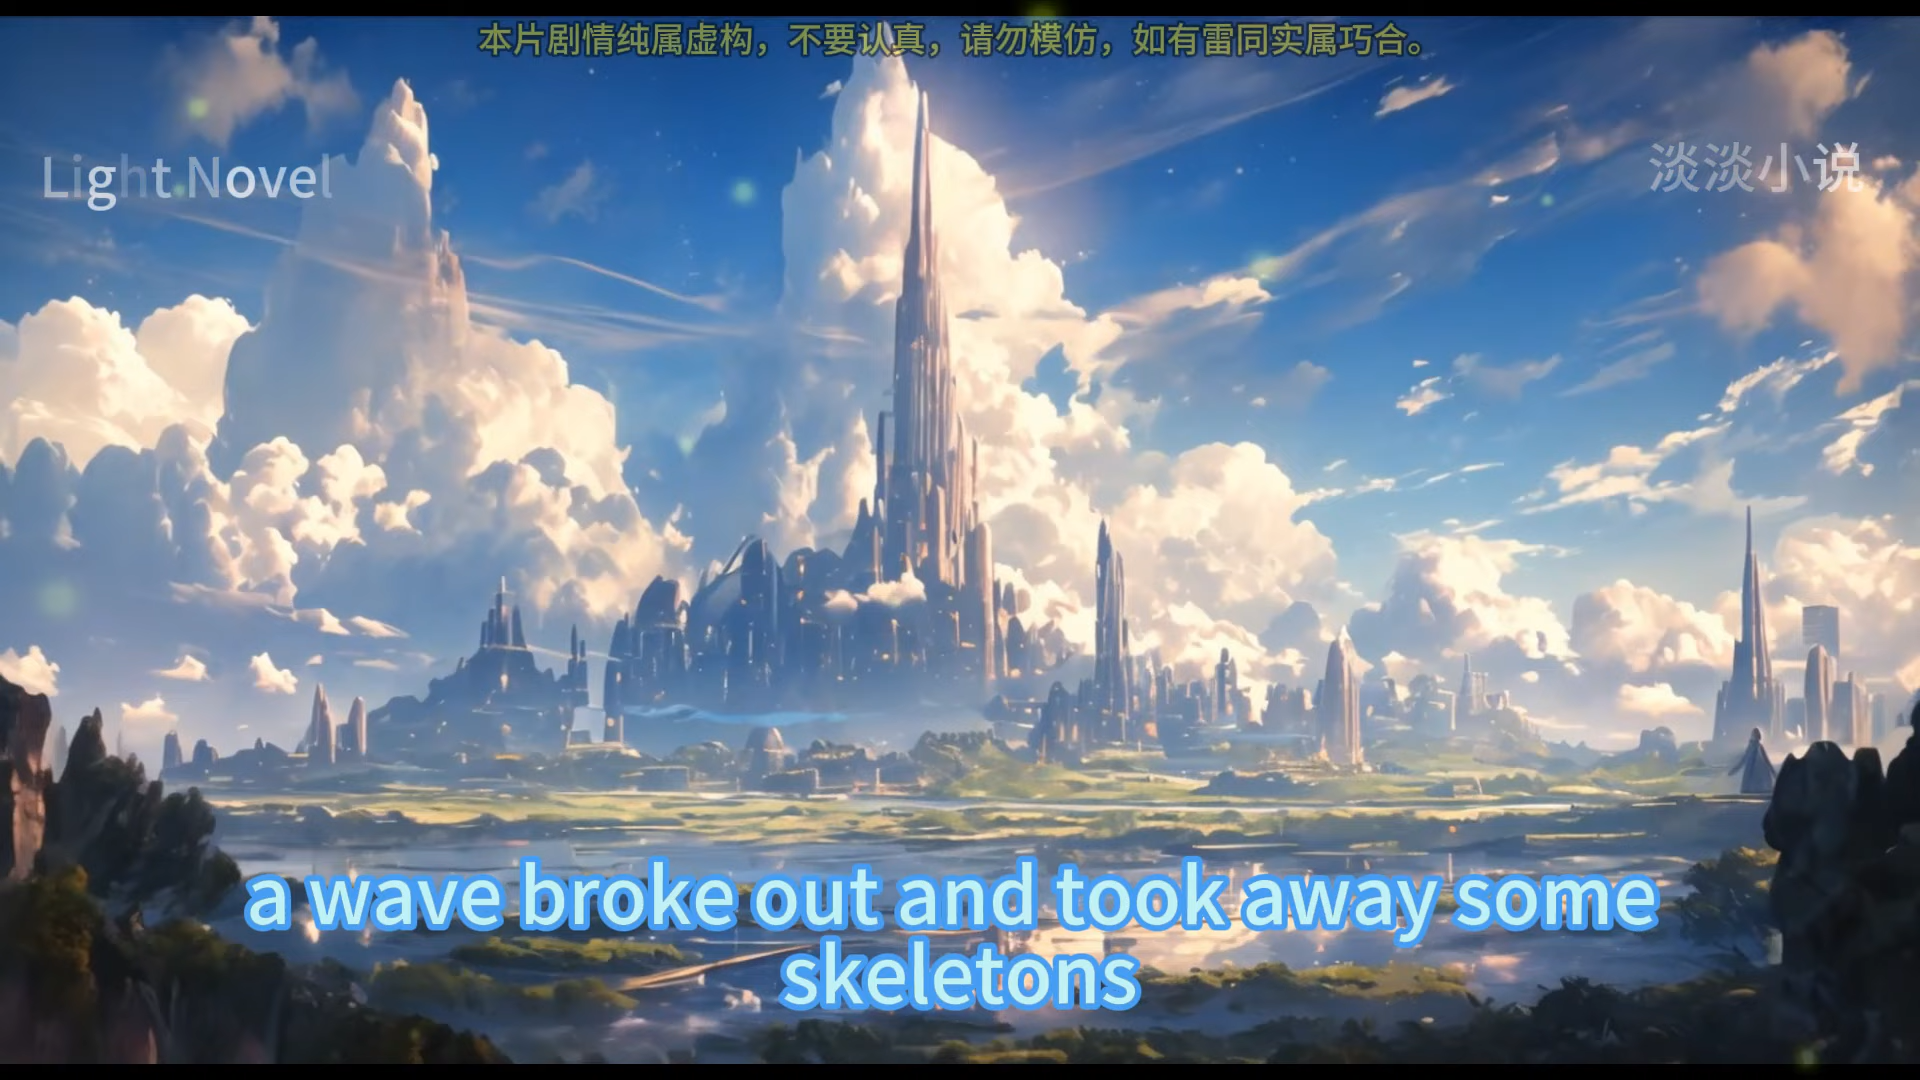 本片剧情纯属虚构，不要认真，请勿模仿，如有雷同实属巧合。
Light Novel
淡淡小说
a wave broke out and took away some
skeletons